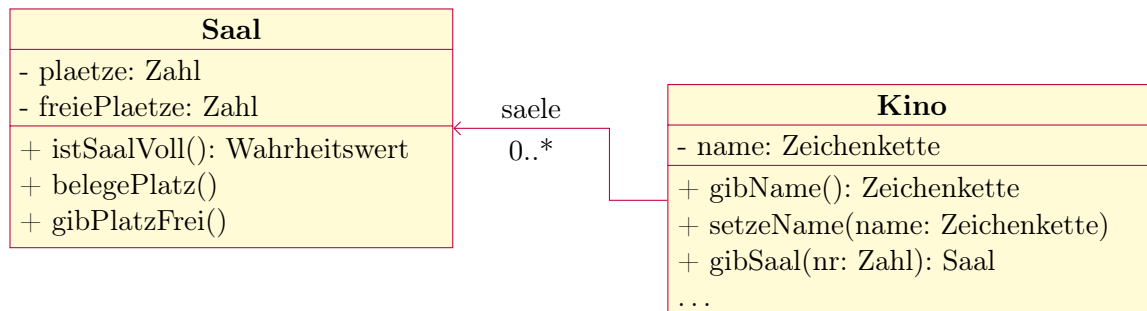 Saal
- plaetze: Zahl
- freiePlaetze: Zahl
+ istSaalVoll(): Wahrheitswert
+ belegePlatz()
+ gibPlatzFrei()
saele
0..*
Kino
- name: Zeichenkette
+ gibName(): Zeichenkette
+ setzeName(name: Zeichenkette)
+ gibSaal(nr: Zahl): Saal
. . .